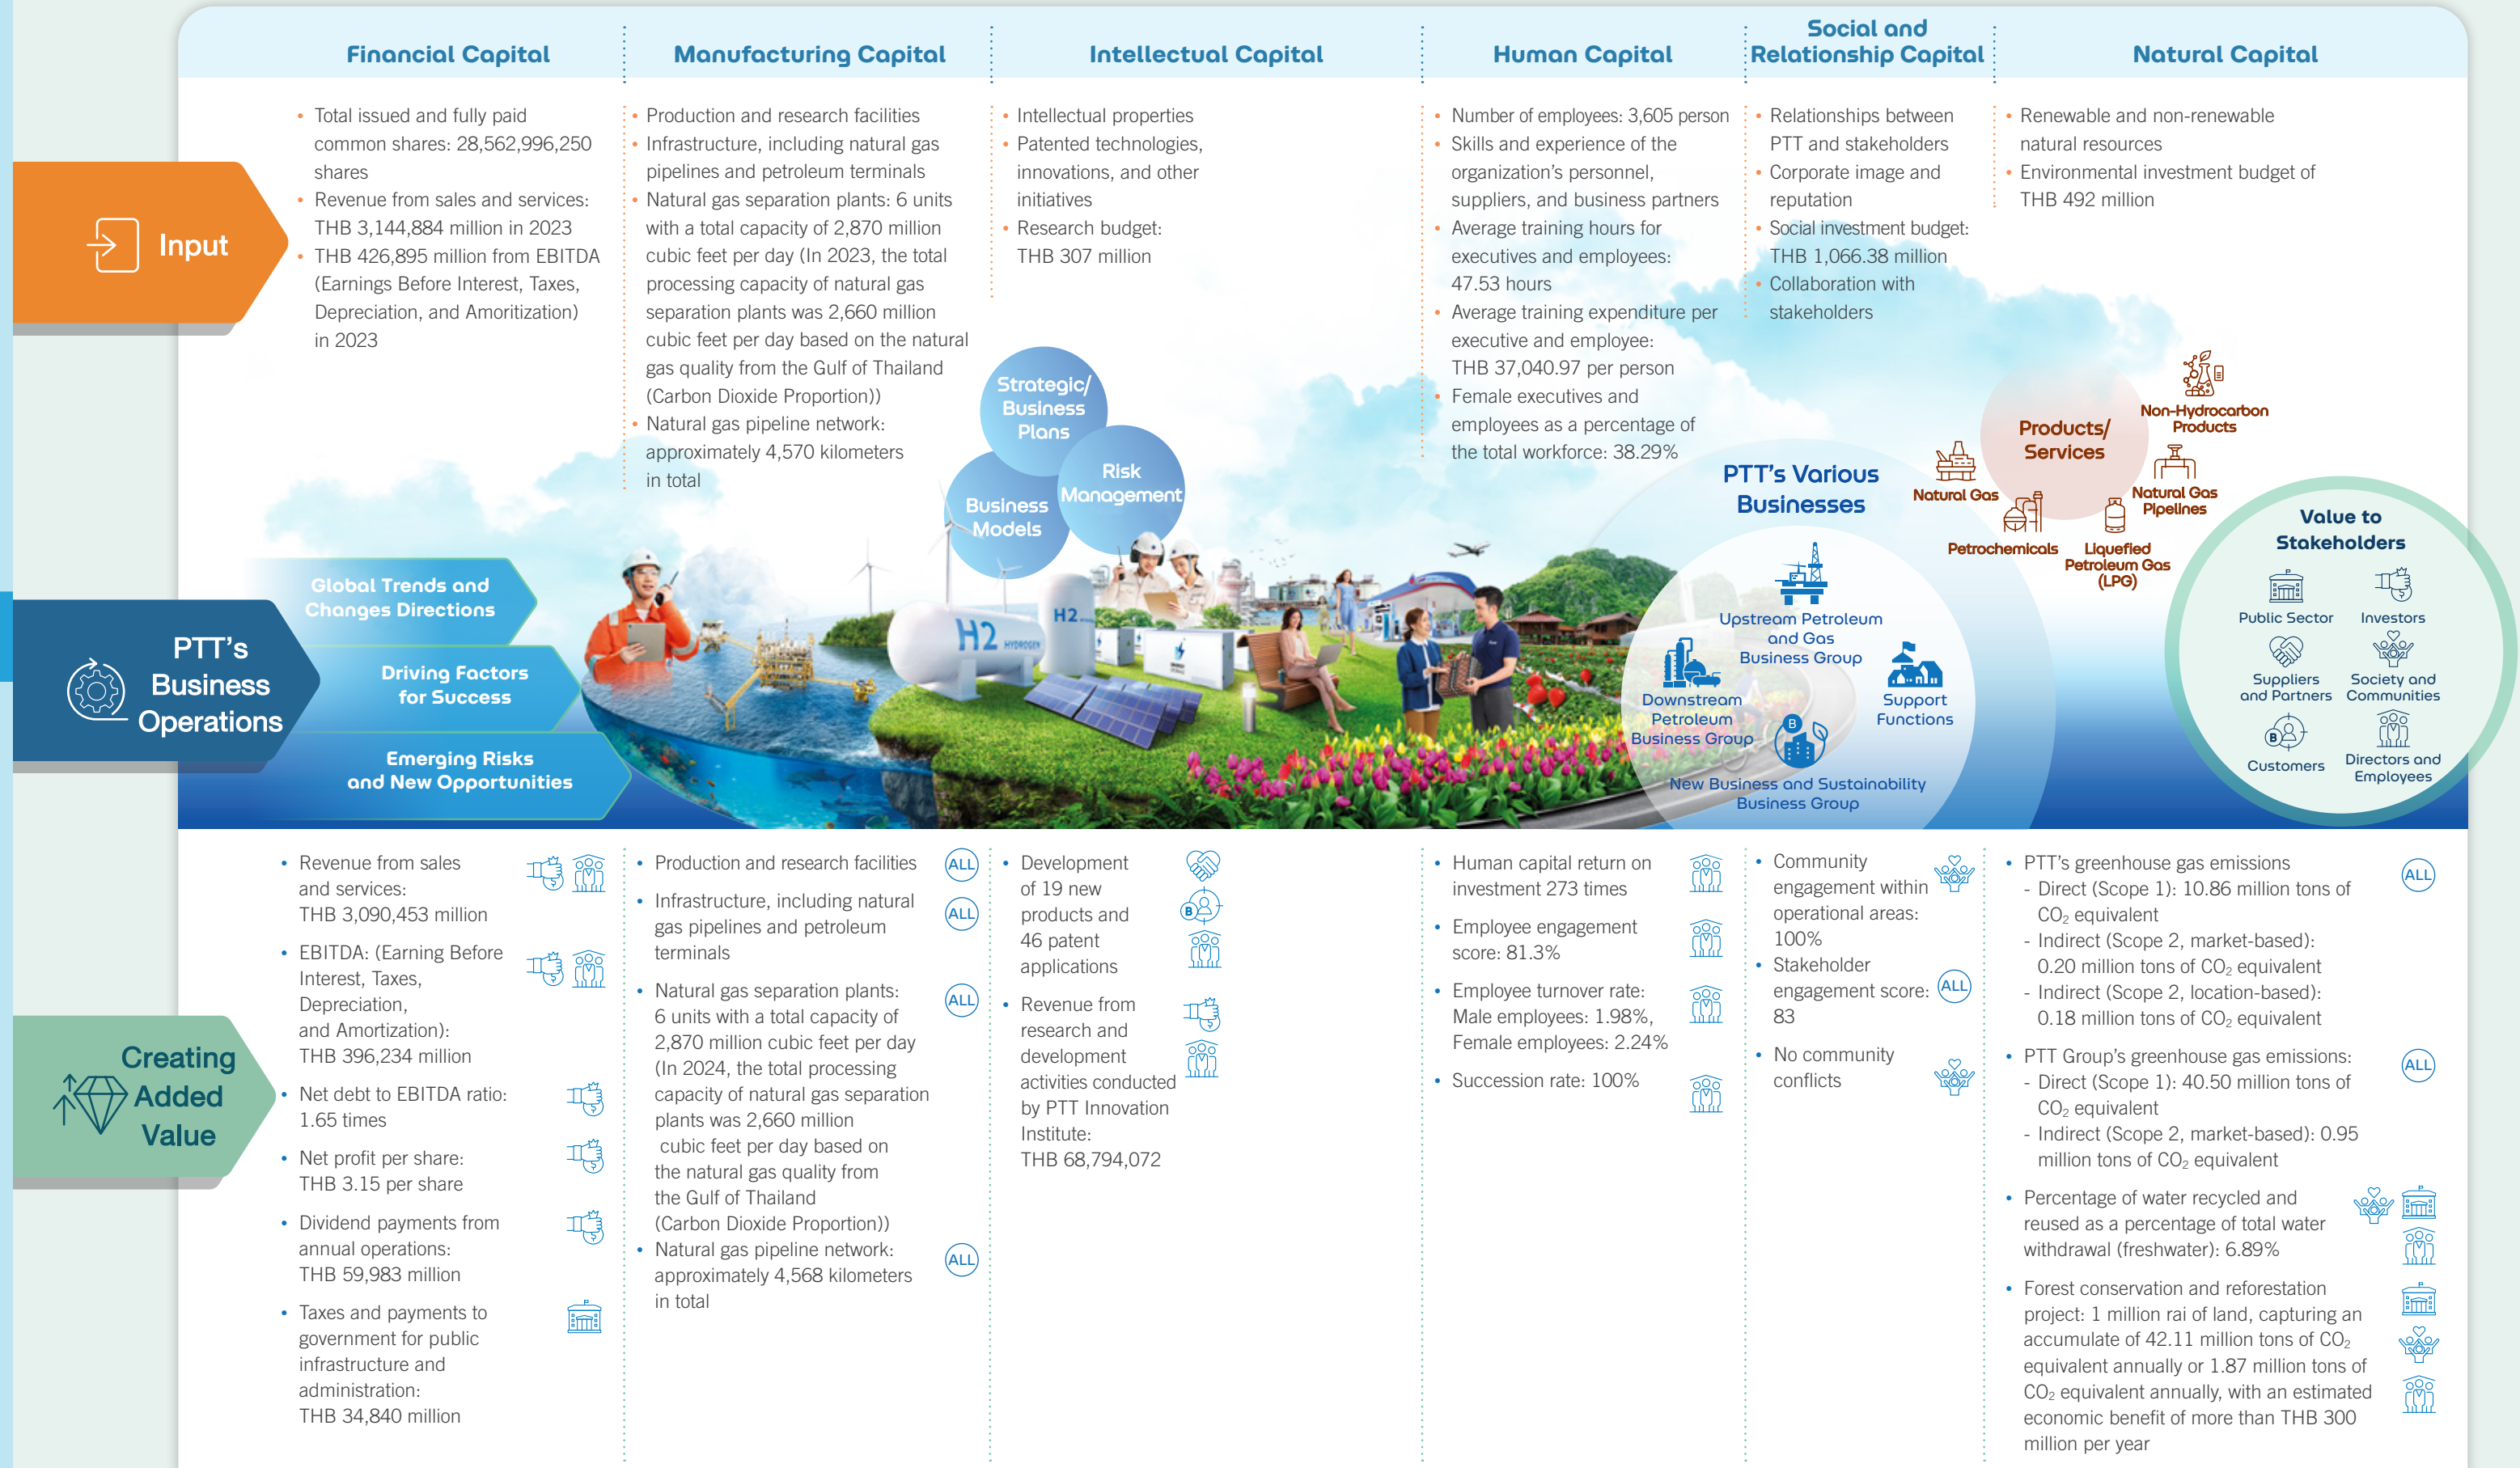 Financial Capital
Manufacturing Capital
Intellectual Capital
Human Capital
Social and
Relationship Capital
Natural Capital
Input
• Total issued and fully paid
common shares: 28,562,996,250
shares
• Revenue from sales and services:
THB 3,144,884 million in 2023
• THB 426,895 million from EBITDA
(Earnings Before Interest, Taxes,
Depreciation, and Amoritization)
in 2023
• Production and research facilities
• Infrastructure, including natural gas
pipelines and petroleum terminals
• Natural gas separation plants: 6 units
with a total capacity of 2,870 million
cubic feet per day (In 2023, the total
processing capacity of natural gas
separation plants was 2,660 million
cubic feet per day based on the natural
gas quality from the Gulf of Thailand
(Carbon Dioxide Proportion))
• Natural gas pipeline network:
approximately 4,570 kilometers
in total
• Intellectual properties
• Patented technologies,
innovations, and other
initiatives
• Research budget:
THB 307 million
• Number of employees: 3,605 person
• Skills and experience of the
organization's personnel,
suppliers, and business partners
• Average training hours for
executives and employees:
47.53 hours
• Average training expenditure per
executive and employee:
THB 37,040.97 per person
• Female executives and
employees as a percentage of
the total workforce: 38.29%
• Relationships between
PTT and stakeholders
• Corporate image and
reputation
• Social investment budget:
THB 1,066.38 million
• Collaboration with
stakeholders
• Renewable and non-renewable
natural resources
• Environmental investment budget of
THB 492 million
PTT's
Business
Operations
Global Trends and
Changes Directions
Driving Factors
for Success
Emerging Risks
and New Opportunities
Strategic/
Business
Plans
Risk
Management
Business
Models
H2 HYDROGEN
H2
PTT's Various
Businesses
Upstream Petroleum
and Gas
Business Group
Downstream
Petroleum
Business Group
Support
Functions
B
New Business and Sustainability
Business Group
Products/
Services
Non-Hydrocarbon
Products
Natural Gas
Natural Gas
Pipelines
Petrochemicals
Liquefied
Petroleum Gas
(LPG)
Value to
Stakeholders
Public Sector
Investors
Suppliers
and Partners
Society and
Communities
B
Customers
Directors and
Employees
Creating
Added
Value
• Revenue from sales
and services:
THB 3,090,453 million
• EBITDA: (Earning Before
Interest, Taxes,
Depreciation,
and Amortization):
THB 396,234 million
• Net debt to EBITDA ratio:
1.65 times
• Net profit per share:
THB 3.15 per share
• Dividend payments from
annual operations:
THB 59,983 million
• Taxes and payments to
government for public
infrastructure and
administration:
THB 34,840 million
• Production and research facilities
ALL
• Infrastructure, including natural
gas pipelines and petroleum
terminals
ALL
• Natural gas separation plants:
6 units with a total capacity of
2,870 million cubic feet per day
(In 2024, the total processing
capacity of natural gas separation
plants was 2,660 million
cubic feet per day based on
the natural gas quality from
the Gulf of Thailand
(Carbon Dioxide Proportion))
ALL
• Natural gas pipeline network:
approximately 4,568 kilometers
in total
ALL
• Development
of 19 new
products and
46 patent
applications
B
• Revenue from
research and
development
activities conducted
by PTT Innovation
Institute:
THB 68,794,072
• Human capital return on
investment 273 times
• Employee engagement
score: 81.3%
• Employee turnover rate:
Male employees: 1.98%,
Female employees: 2.24%
• Succession rate: 100%
• Community
engagement within
operational areas:
100%
• Stakeholder
engagement score:
83
ALL
• No community
conflicts
• PTT's greenhouse gas emissions
- Direct (Scope 1): 10.86 million tons of
CO₂ equivalent
- Indirect (Scope 2, market-based):
0.20 million tons of CO₂ equivalent
- Indirect (Scope 2, location-based):
0.18 million tons of CO₂ equivalent
ALL
• PTT Group's greenhouse gas emissions:
- Direct (Scope 1): 40.50 million tons of
CO₂ equivalent
- Indirect (Scope 2, market-based): 0.95
million tons of CO₂ equivalent
ALL
• Percentage of water recycled and
reused as a percentage of total water
withdrawal (freshwater): 6.89%
• Forest conservation and reforestation
project: 1 million rai of land, capturing an
accumulate of 42.11 million tons of CO₂
equivalent annually or 1.87 million tons of
CO₂ equivalent annually, with an estimated
economic benefit of more than THB 300
million per year